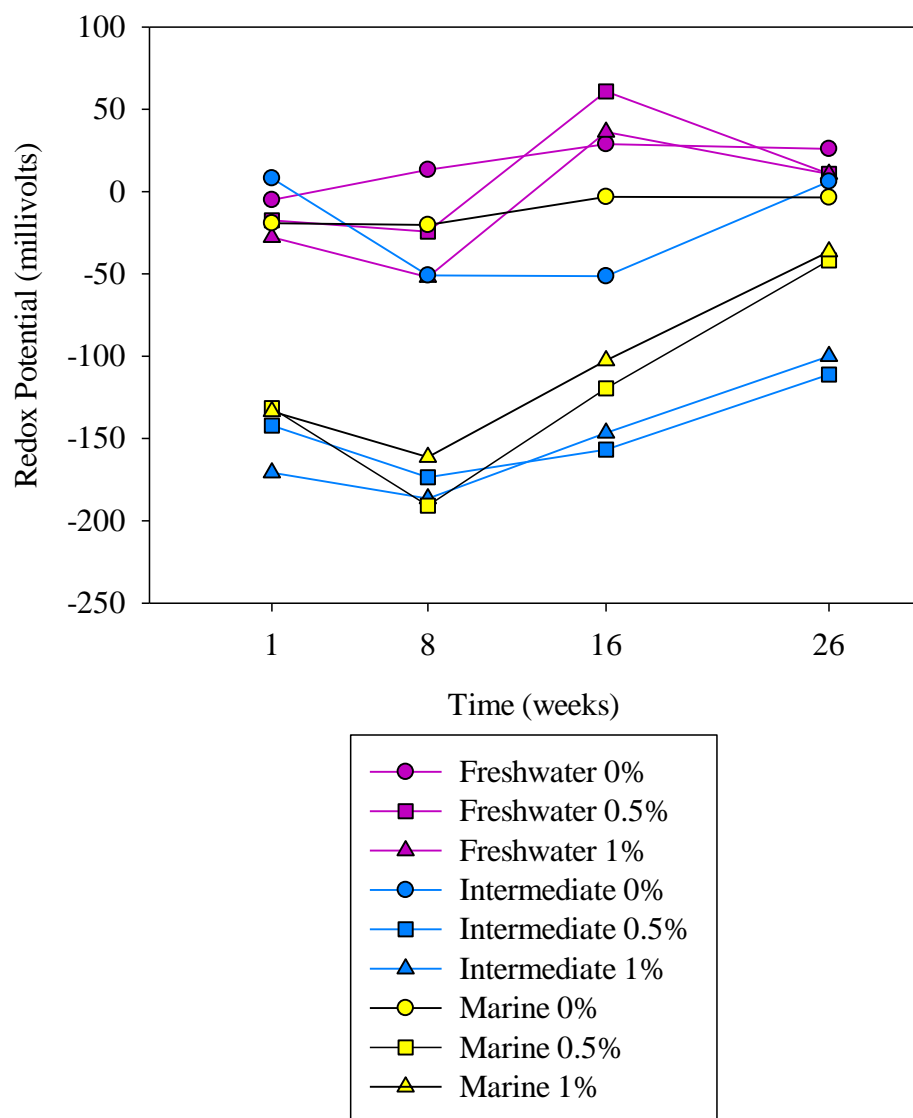 100
50
0
-50
-100
-150
-200
-250
Redox Potential (millivolts)
1 8 16 26
Time (weeks)
Freshwater 0%
Freshwater 0.5%
Freshwater 1%
Intermediate 0%
Intermediate 0.5%
Intermediate 1%
Marine 0%
Marine 0.5%
Marine 1%